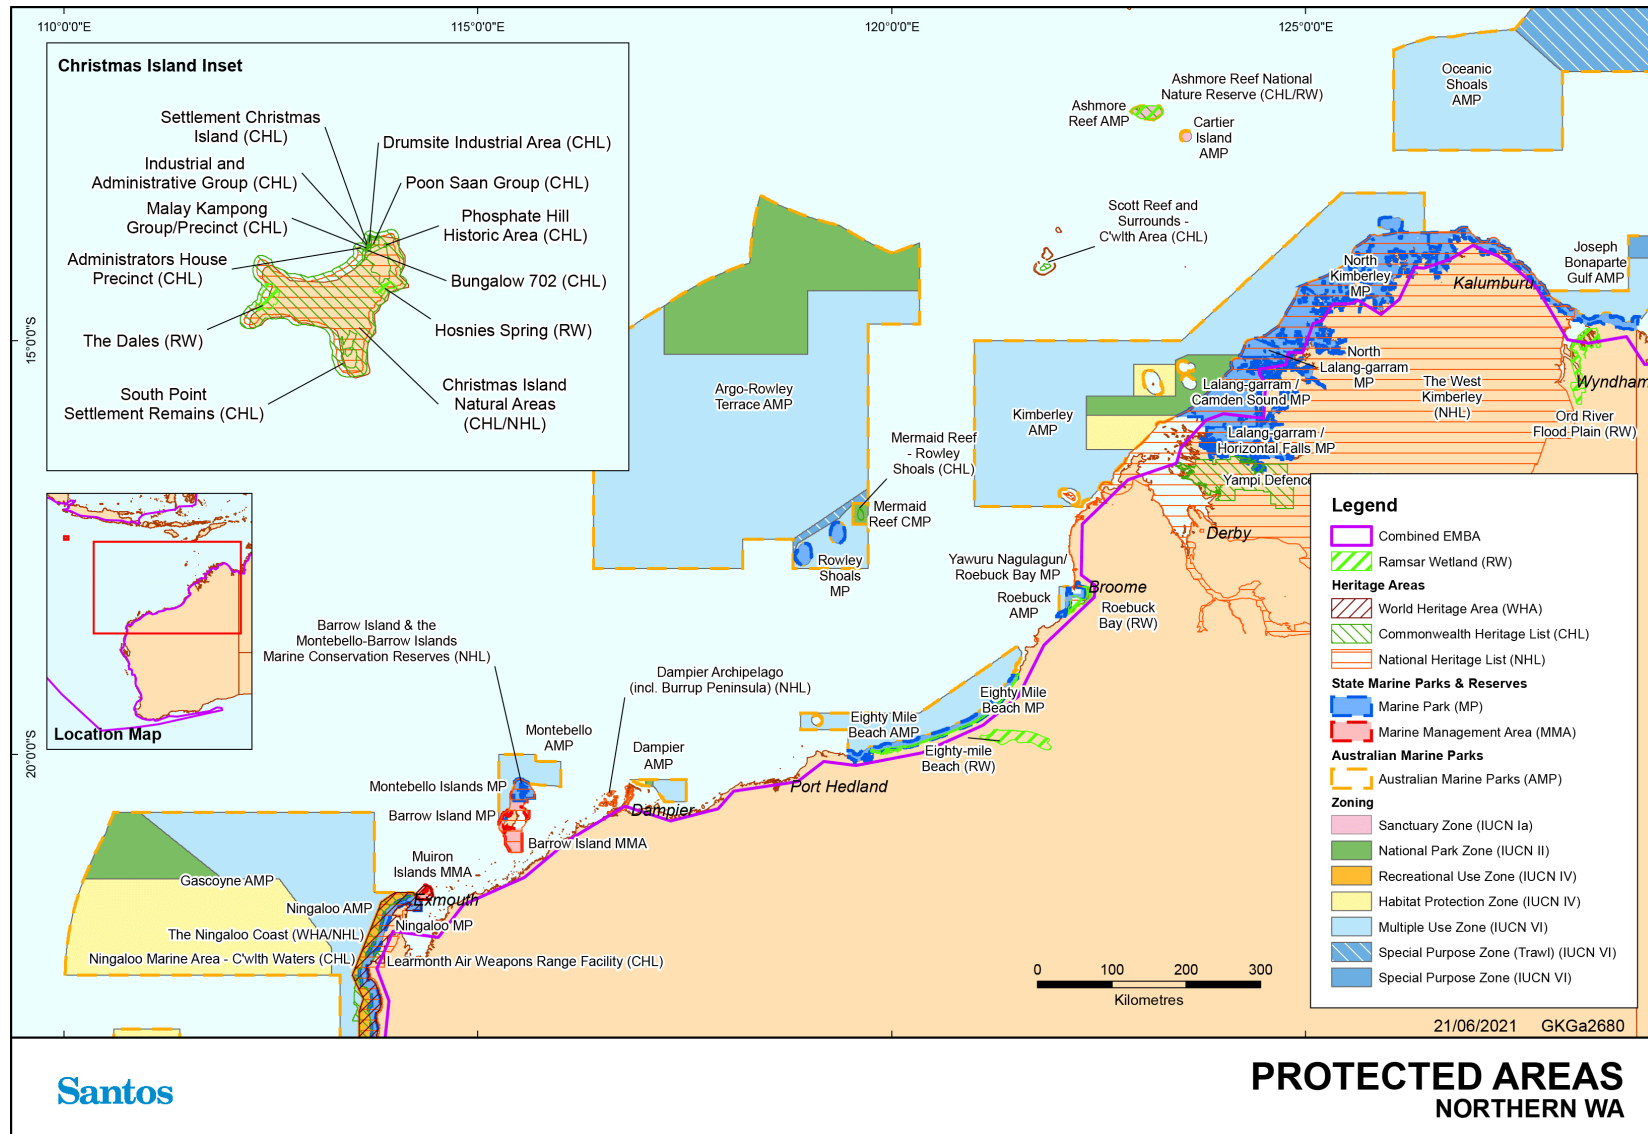 110°0'0"E
115°0'0"E
120°0'0"E
125°0'0"E
15°0'0"S
20°0'0"S
Christmas Island Inset
Settlement Christmas
Island (CHL)
Drumsite Industrial Area (CHL)
Industrial and
Administrative Group (CHL)
Poon Saan Group (CHL)
Malay Kampong
Group/Precinct (CHL)
Phosphate Hill
Historic Area (CHL)
Administrators House
Precinct (CHL)
Bungalow 702 (CHL)
The Dales (RW)
Hosnies Spring (RW)
South Point
Settlement Remains (CHL)
Christmas Island
Natural Areas
(CHL/NHL)
Location Map
Ashmore Reef National
Nature Reserve (CHL/RW)
Ashmore
Reef AMP
Cartier
Island
AMP
Oceanic
Shoals
AMP
Scott Reef and
Surrounds -
C'wlth Area (CHL)
Joseph
Bonaparte
Gulf AMP
North
Kimberley
MP
Kalumburu
Argo-Rowley
Terrace AMP
Kimberley
AMP
North
Lalang-garram
MP
Lalang-garram /
Camden Sound MP
The West
Kimberley
(NHL)
Wyndham
Ord River
Flood Plain (RW)
Lalang-garram /
Horizontal Falls MP
Yampi Defence
Mermaid Reef
- Rowley
Shoals (CHL)
Mermaid
Reef CMP
Rowley
Shoals
MP
Derby
Yawuru Nagulagun/
Roebuck Bay MP
Broome
Roebuck
AMP
Roebuck
Bay (RW)
Barrow Island & the
Montebello-Barrow Islands
Marine Conservation Reserves (NHL)
Dampier Archipelago
(incl. Burrup Peninsula) (NHL)
Eighty Mile
Beach MP
Eighty Mile
Beach AMP
Eighty-mile
Beach (RW)
Montebello
AMP
Dampier
AMP
Montebello Islands MP
Port Hedland
Barrow Island MP
Dampier
Barrow Island MMA
Muiron
Islands MMA
Gascoyne AMP
Exmouth
Ningaloo AMP
Ningaloo MP
The Ningaloo Coast (WHA/NHL)
Ningaloo Marine Area - C'wlth Waters (CHL)
Learmonth Air Weapons Range Facility (CHL)
0 100 200 300
Kilometres
Legend
Combined EMBA
Ramsar Wetland (RW)
Heritage Areas
World Heritage Area (WHA)
Commonwealth Heritage List (CHL)
National Heritage List (NHL)
State Marine Parks & Reserves
Marine Park (MP)
Marine Management Area (MMA)
Australian Marine Parks
Australian Marine Parks (AMP)
Zoning
Sanctuary Zone (IUCN Ia)
National Park Zone (IUCN II)
Recreational Use Zone (IUCN IV)
Habitat Protection Zone (IUCN IV)
Multiple Use Zone (IUCN VI)
Special Purpose Zone (Trawl) (IUCN VI)
Special Purpose Zone (IUCN VI)
21/06/2021 GKGa2680
Santos
PROTECTED AREAS
NORTHERN WA